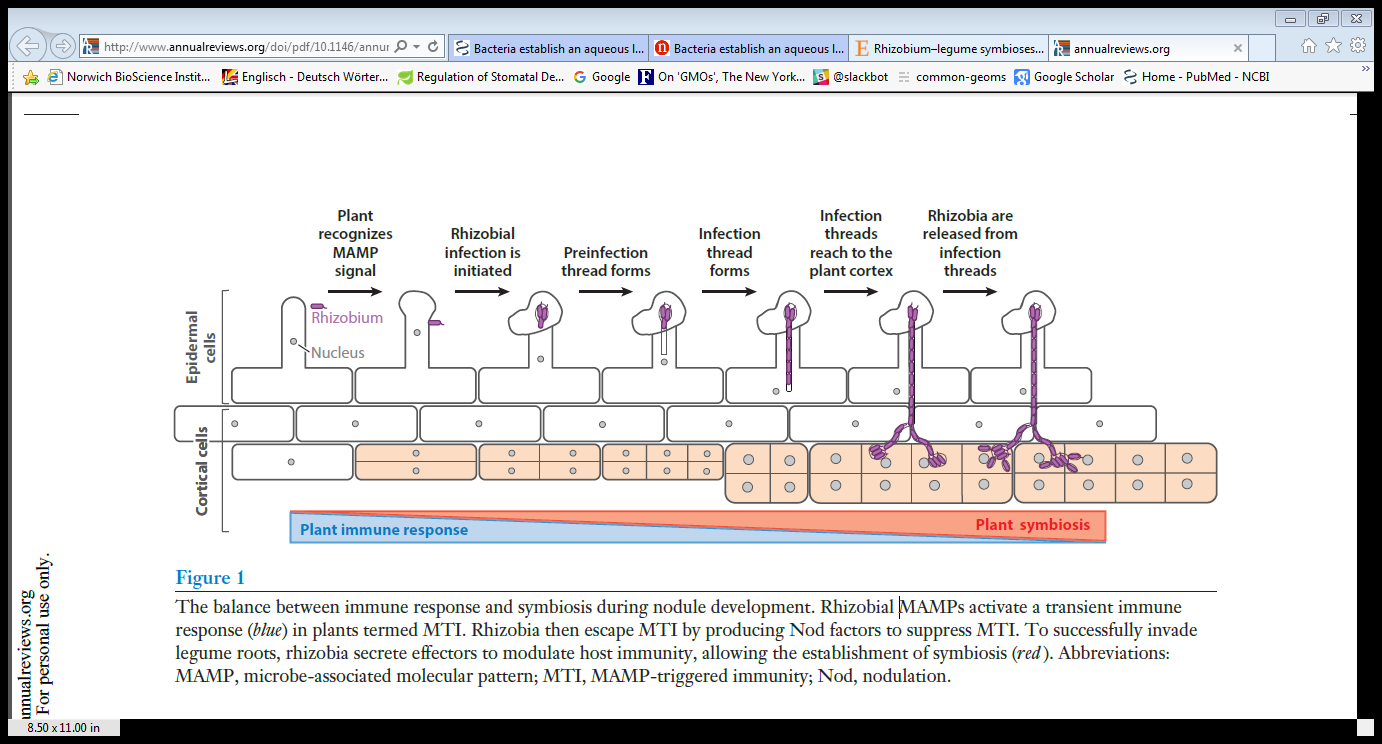 http://www.annualreviews.org/doi/pdf/10.1146/annur
Bacteria establish an aqueous l...
Bacteria establish an aqueous l...
Rhizobium–legume symbioses...
annualreviews.org
Norwich BioScience Instit...
Englisch - Deutsch Wörter...
Regulation of Stomatal De...
Google
On 'GMOs', The New York...
@slackbot
common-geoms
Google Scholar
Home - PubMed - NCBI
Plant
recognizes
MAMP
signal
Rhizobial
infection is
initiated
Preinfection
thread forms
Infection
thread
forms
Infection
threads
reach to the
plant cortex
Rhizobia are
released from
infection
threads
Epidermal
cells
Rhizobium
Nucleus
Cortical cells
Plant immune response
Plant symbiosis
Figure 1
The balance between immune response and symbiosis during nodule development. Rhizobial MAMPs activate a transient immune
response (blue) in plants termed MTI. Rhizobia then escape MTI by producing Nod factors to suppress MTI. To successfully invade
legume roots, rhizobia secrete effectors to modulate host immunity, allowing the establishment of symbiosis (red). Abbreviations:
MAMP, microbe-associated molecular pattern; MTI, MAMP-triggered immunity; Nod, nodulation.
annualreviews.org
For personal use only.
8.50 x 11.00 in